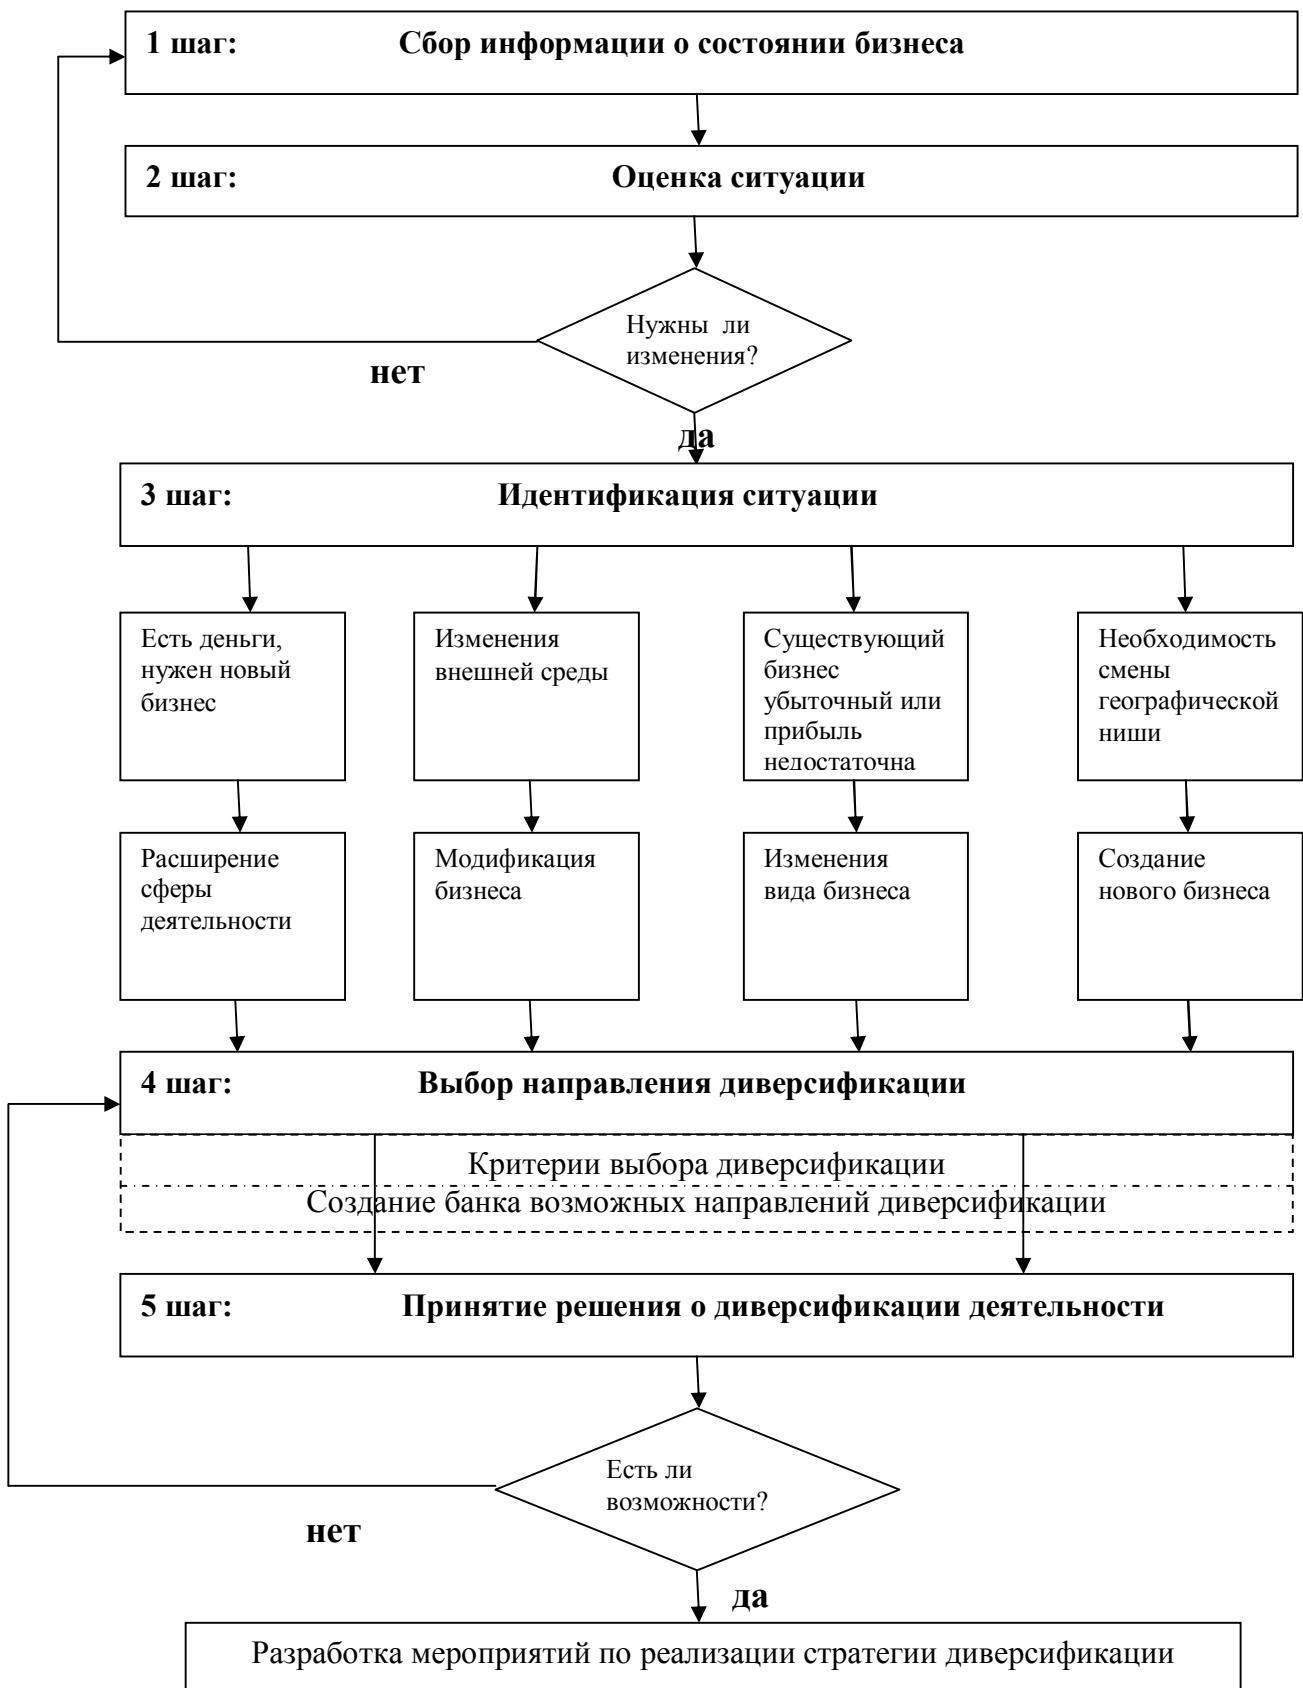 1 шаг: Сбор информации о состоянии бизнеса
2 шаг: Оценка ситуации
Нужны ли
изменения?
нет
да
3 шаг: Идентификация ситуации
Есть деньги,
нужен новый
бизнес
Изменения
внешней среды
Существующий
бизнес
убыточный или
прибыль
недостаточна
Необходимость
смены
географической
ниши
Расширение
сферы
деятельности
Модификация
бизнеса
Изменения
вида бизнеса
Создание
нового бизнеса
4 шаг: Выбор направления диверсификации
Критерии выбора диверсификации
Создание банка возможных направлений диверсификации
5 шаг: Принятие решения о диверсификации деятельности
Есть ли
возможности?
нет
да
Разработка мероприятий по реализации стратегии диверсификации